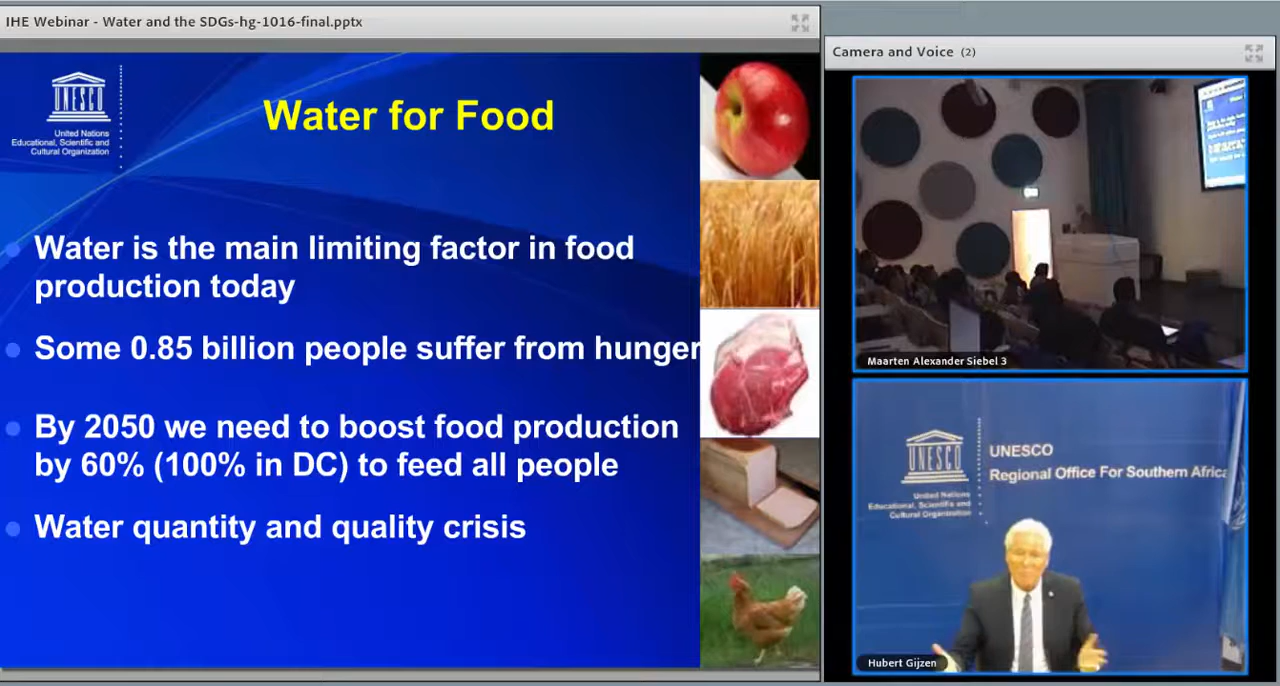 IHE Webinar - Water and the SDGs-hg-1016-final.pptx
UNESCO
United Nations
Educational, Scientific and
Cultural Organization
Water for Food
Water is the main limiting factor in food
production today
Some 0.85 billion people suffer from hunger
By 2050 we need to boost food production
by 60% (100% in DC) to feed all people
Water quantity and quality crisis
Camera and Voice (2)
Maarten Alexander Siebel 3
UNESCO
United Nations
Educational, Scientific and
Cultural Organization
UNESCO
Regional Office For Southern Africa
Hubert Gijzen